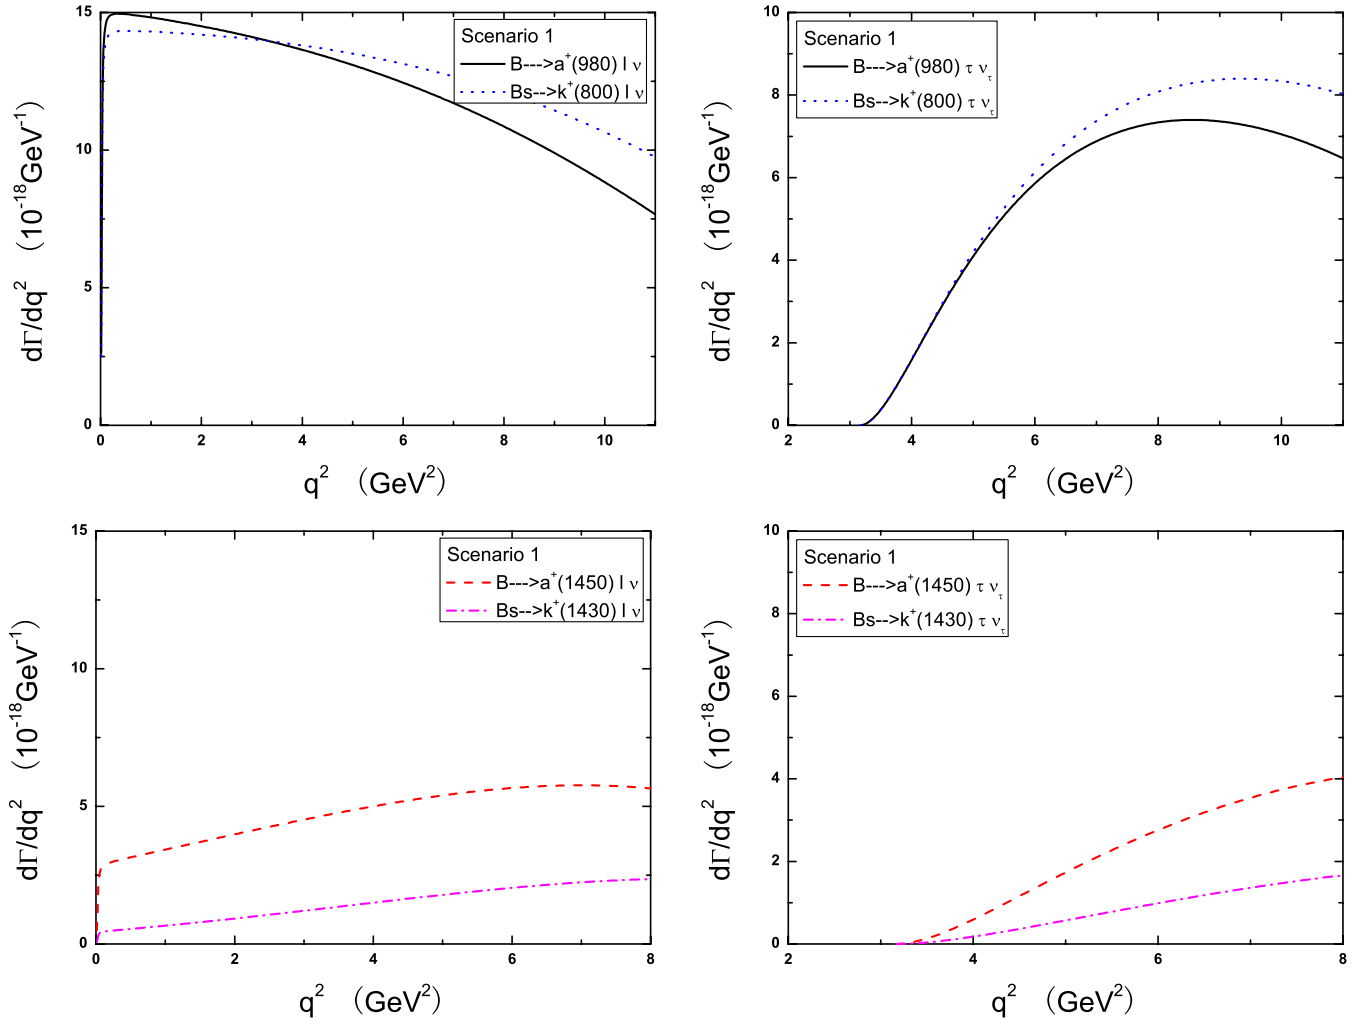 15
10
5
0
0 2 4 6 8 10
dΓ/dq² (10⁻¹⁸GeV⁻¹)
q² (GeV²)
Scenario 1
B--->a⁺(980) l ν
Bs-->k⁺(800) l ν
10
8
6
4
2
0
2 4 6 8 10
dΓ/dq² (10⁻¹⁸GeV⁻¹)
q² (GeV²)
Scenario 1
B--->a⁺(980) τ ν_τ
Bs-->k⁺(800) τ ν_τ
15
10
5
0
0 2 4 6 8
dΓ/dq² (10⁻¹⁸GeV⁻¹)
q² (GeV²)
Scenario 1
B--->a⁺(1450) l ν
Bs-->k⁺(1430) l ν
10
8
6
4
2
0
2 4 6 8
dΓ/dq² (10⁻¹⁸GeV⁻¹)
q² (GeV²)
Scenario 1
B--->a⁺(1450) τ ν_τ
Bs-->k⁺(1430) τ ν_τ